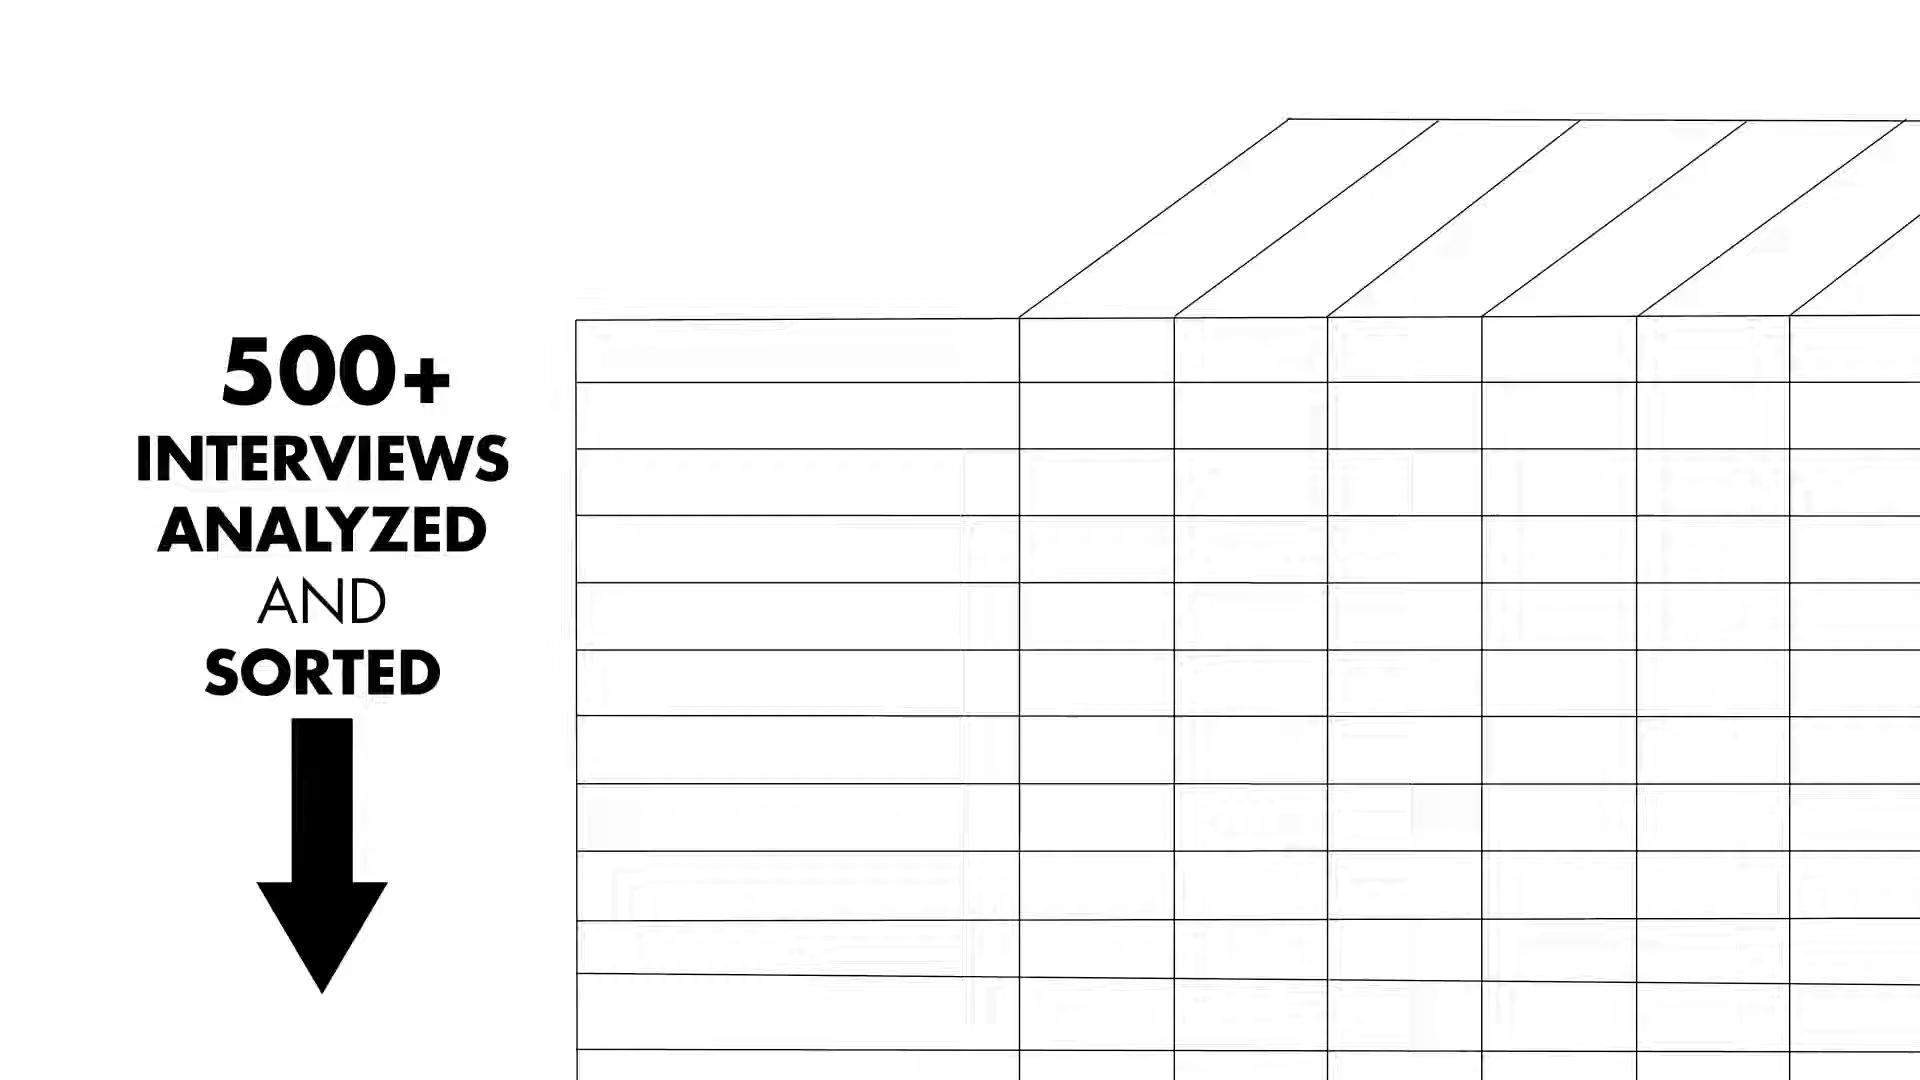 500+
INTERVIEWS
ANALYZED
AND
SORTED